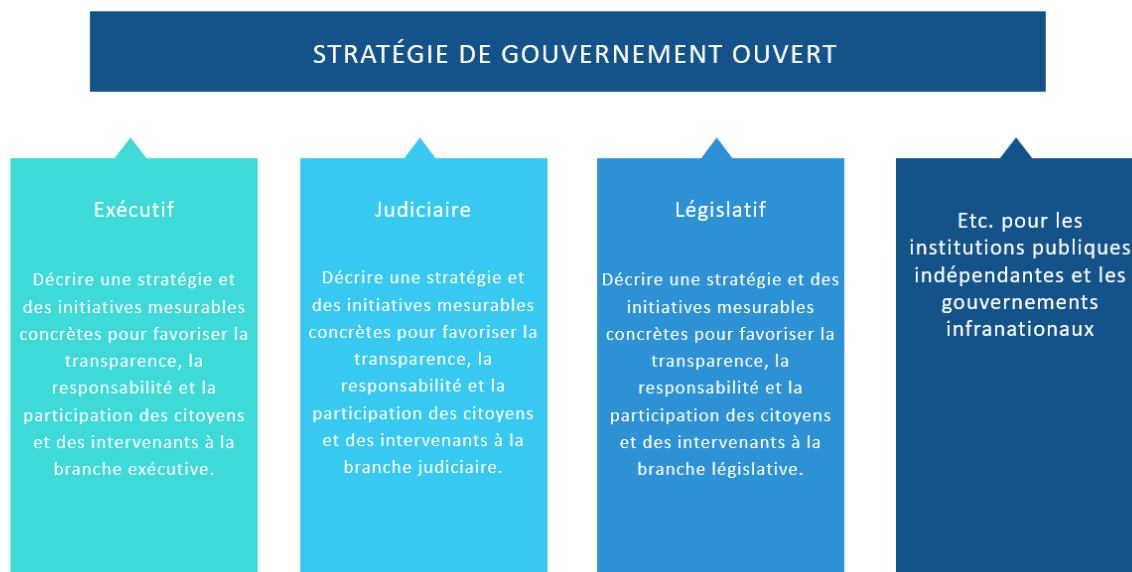 STRATÉGIE DE GOUVERNEMENT OUVERT
Exécutif
Décrire une stratégie et
des initiatives mesurables
concrètes pour favoriser la
transparence, la
responsabilité et la
participation des citoyens
et des intervenants à la
branche exécutive.
Judiciaire
Décrire une stratégie et
des initiatives mesurables
concrètes pour favoriser la
transparence, la
responsabilité et la
participation des citoyens
et des intervenants à la
branche judiciaire.
Législatif
Décrire une stratégie et des
initiatives mesurables
concrètes pour favoriser la
transparence, la
responsabilité et la
participation des citoyens
et des intervenants à la
branche législative.
Etc. pour les
institutions publiques
indépendantes et les
gouvernements
infranationaux